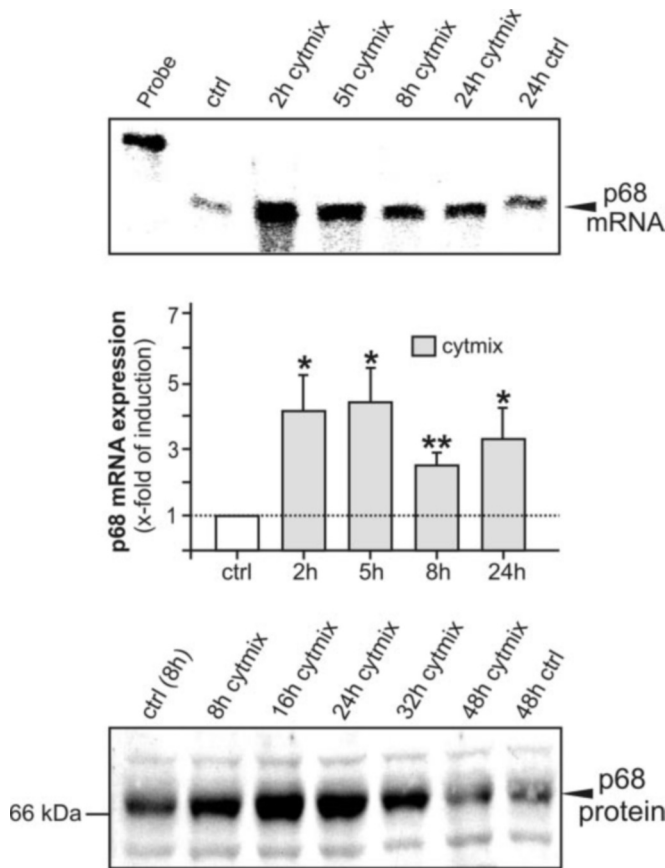 Probe ctrl 2h cytmix 5h cytmix 8h cytmix 24h cytmix 24h ctrl
p68
mRNA
p68 mRNA expression
(x-fold of induction)
7
5
3
1
cytmix
*
*
**
*
ctrl 2h 5h 8h 24h
ctrl (8h) 8h cytmix 16h cytmix 24h cytmix 32h cytmix 48h cytmix 48h ctrl
66 kDa
p68
protein